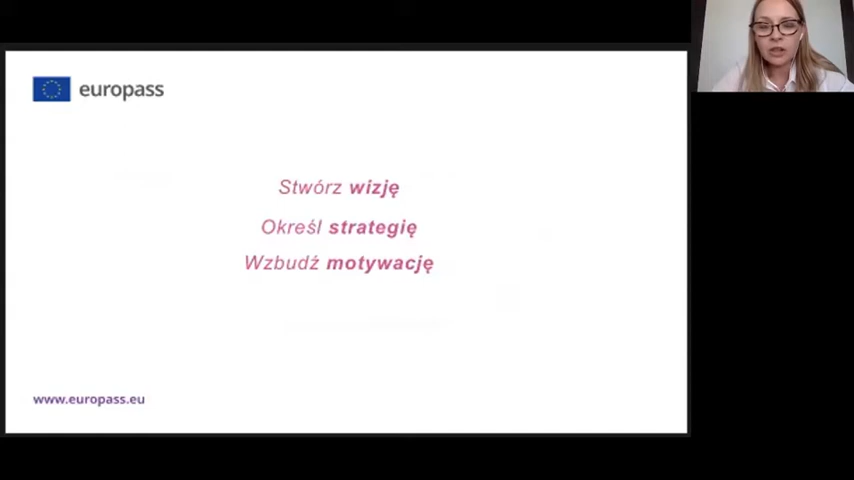 europass
Stwórz wizję
Określ strategię
Wzbudź motywację
www.europass.eu